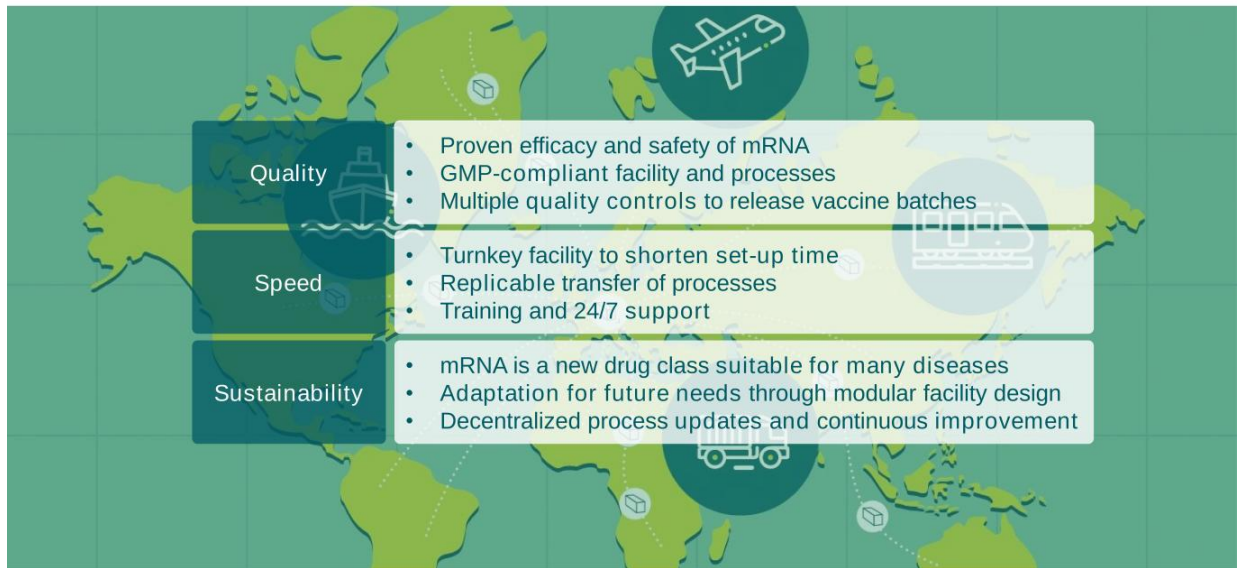 Quality
• Proven efficacy and safety of mRNA
• GMP-compliant facility and processes
• Multiple quality controls to release vaccine batches
Speed
• Turnkey facility to shorten set-up time
• Replicable transfer of processes
• Training and 24/7 support
Sustainability
• mRNA is a new drug class suitable for many diseases
• Adaptation for future needs through modular facility design
• Decentralized process updates and continuous improvement